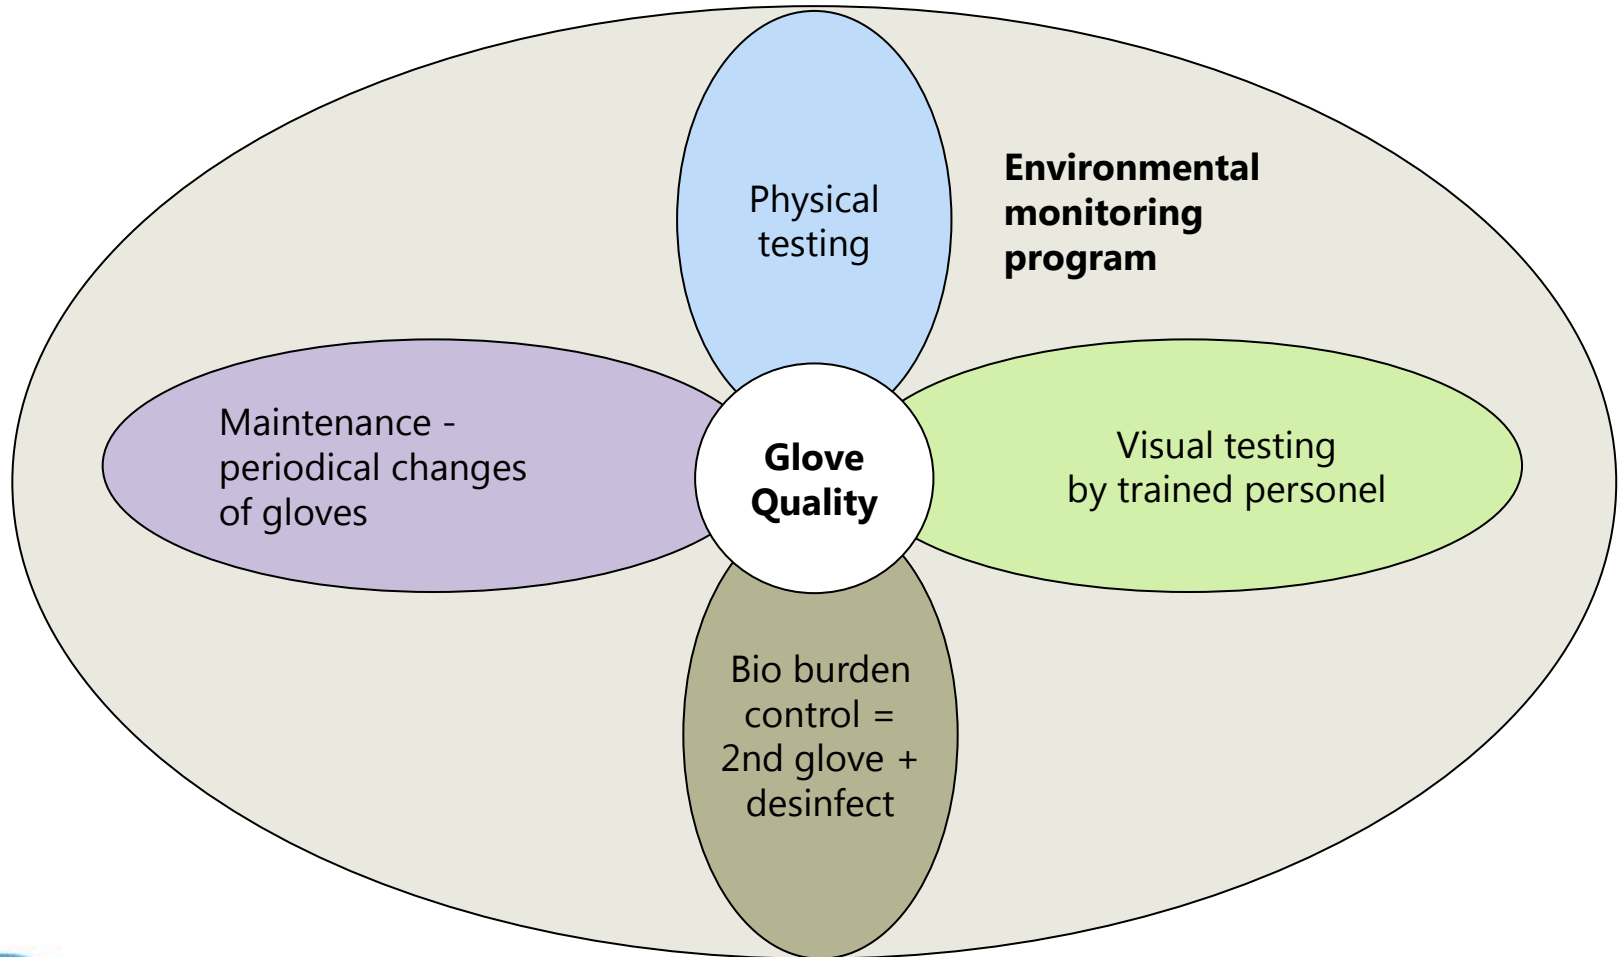 Physical
testing
Environmental
monitoring
program
Maintenance -
periodical changes
of gloves
Glove
Quality
Visual testing
by trained personel
Bio burden
control =
2nd glove +
desinfect